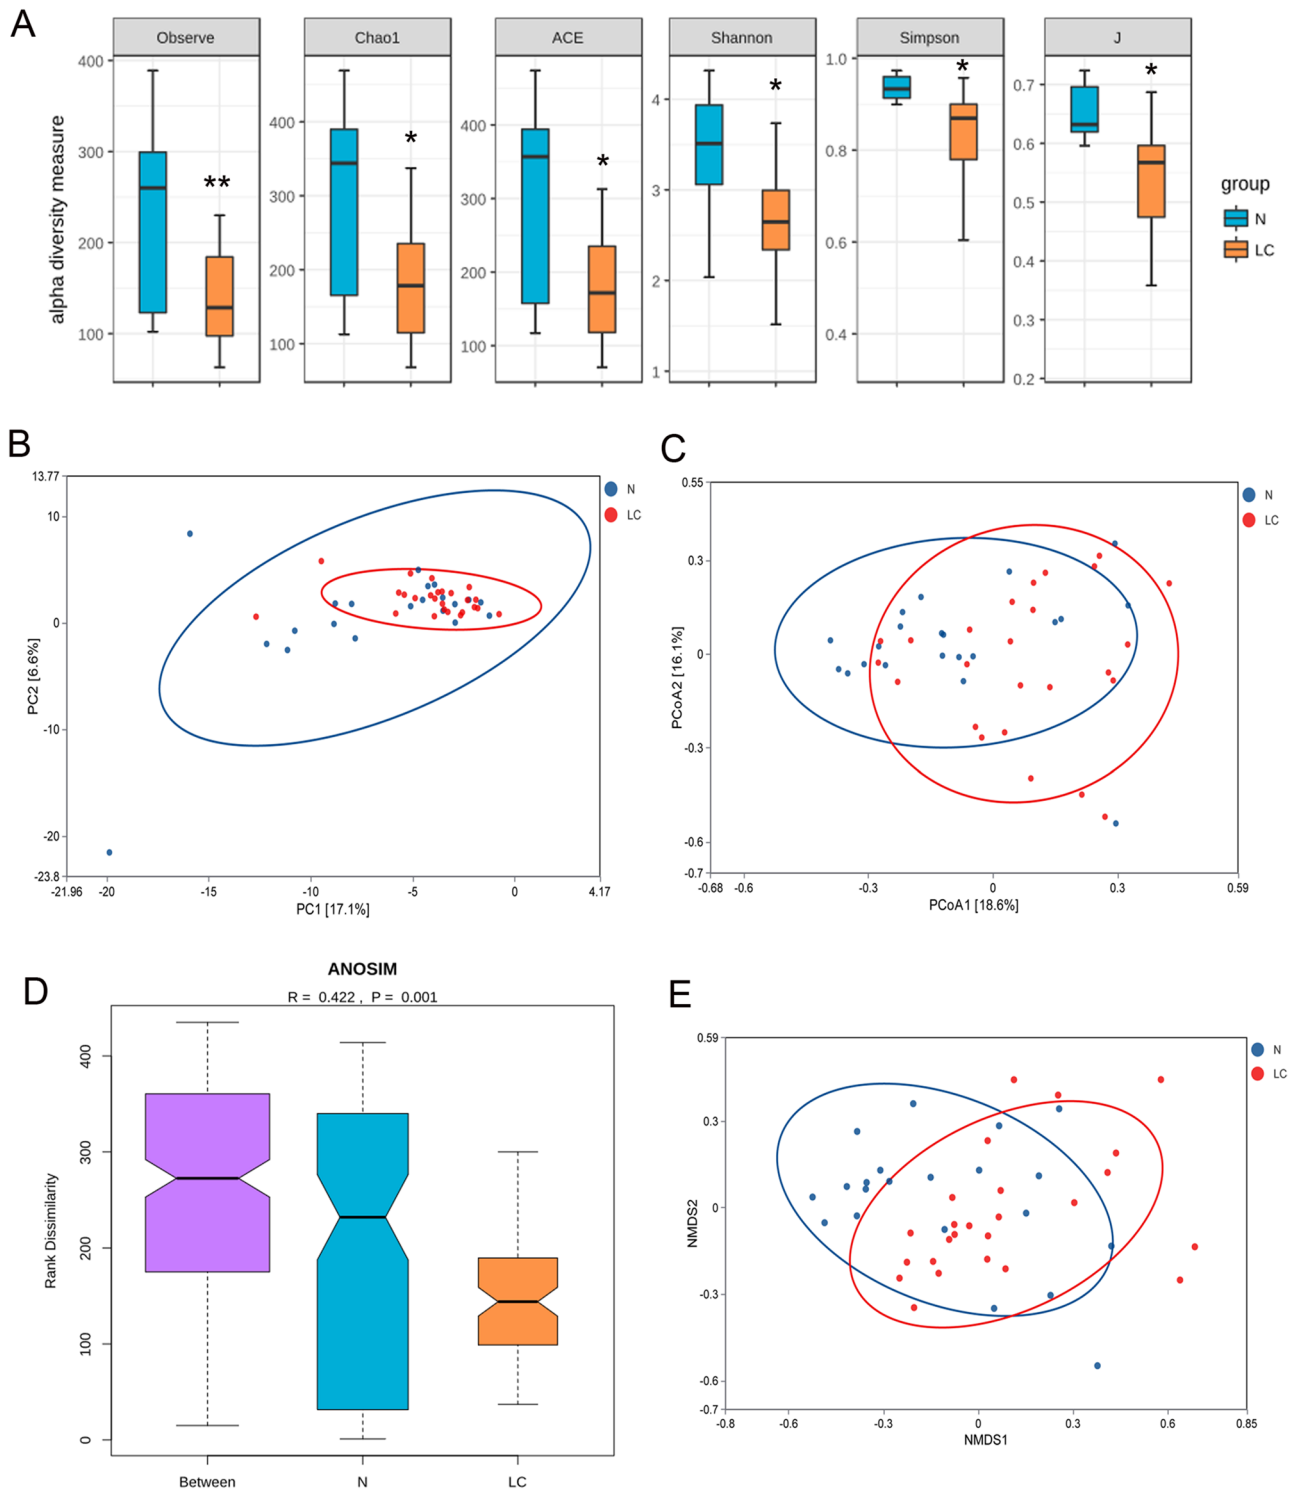 A
Observe
Chao1
ACE
Shannon
Simpson
J
alpha diversity measure
400
300
200
100
**
400
300
200
100
*
400
300
200
100
*
4
3
2
1
*
1.0
0.8
0.6
0.4
*
0.7
0.6
0.5
0.4
0.3
0.2
*
group
N
LC
B
13.77
10
0
-10
-20
-23.8
PC2 [6.6%]
-21.96 -20 -15 -10 -5 0 4.17
PC1 [17.1%]
N
LC
C
0.55
0.3
0
-0.3
-0.6
-0.7
PCoA2 [16.1%]
-0.68 -0.6 -0.3 0 0.3 0.59
PCoA1 [18.6%]
N
LC
D
ANOSIM
R = 0.422 , P = 0.001
Rank Dissimilarity
400
300
200
100
0
Between N LC
E
0.59
0.3
0
-0.3
-0.6
-0.7
NMDS2
-0.8 -0.6 -0.3 0 0.3 0.6 0.85
NMDS1
N
LC